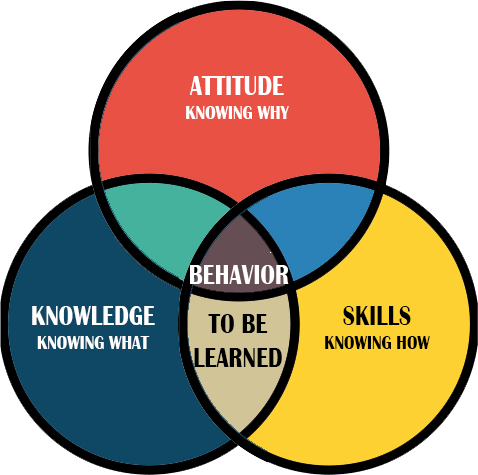 ATTITUDE
KNOWING WHY
BEHAVIOR
KNOWLEDGE
KNOWING WHAT
TO BE
LEARNED
SKILLS
KNOWING HOW